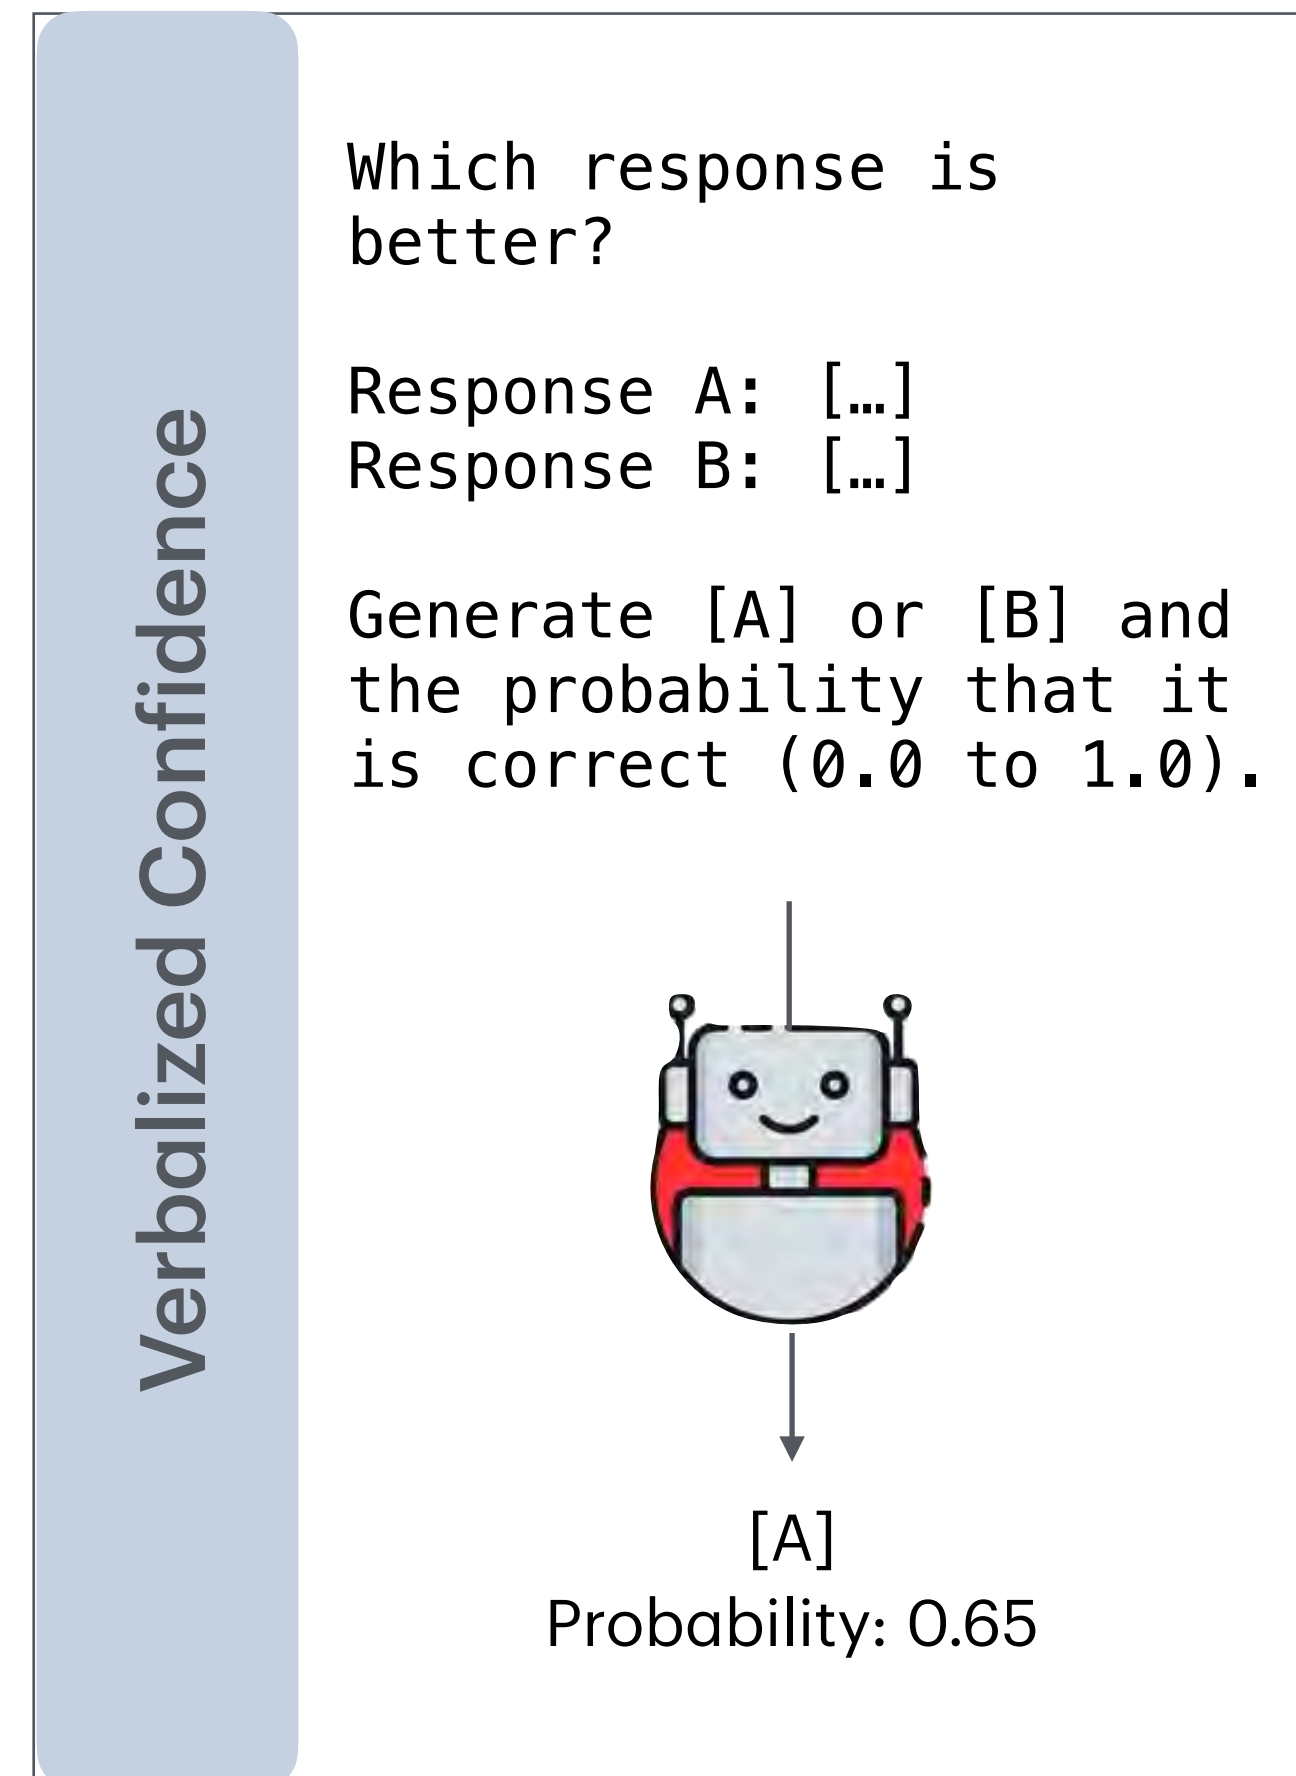 Verbalized Confidence
Which response is
better?
Response A: […]
Response B: […]
Generate [A] or [B] and
the probability that it
is correct (0.0 to 1.0).
[A]
Probability: 0.65